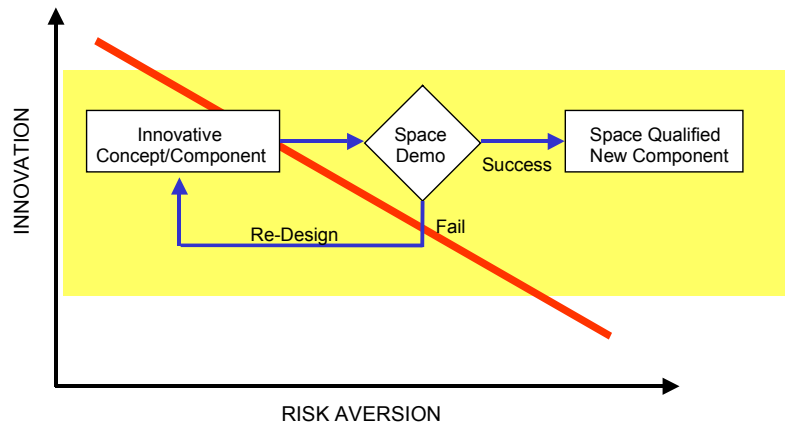 INNOVATION
Innovative
Concept/Component
Space
Demo
Success
Space Qualified
New Component
Fail
Re-Design
RISK AVERSION